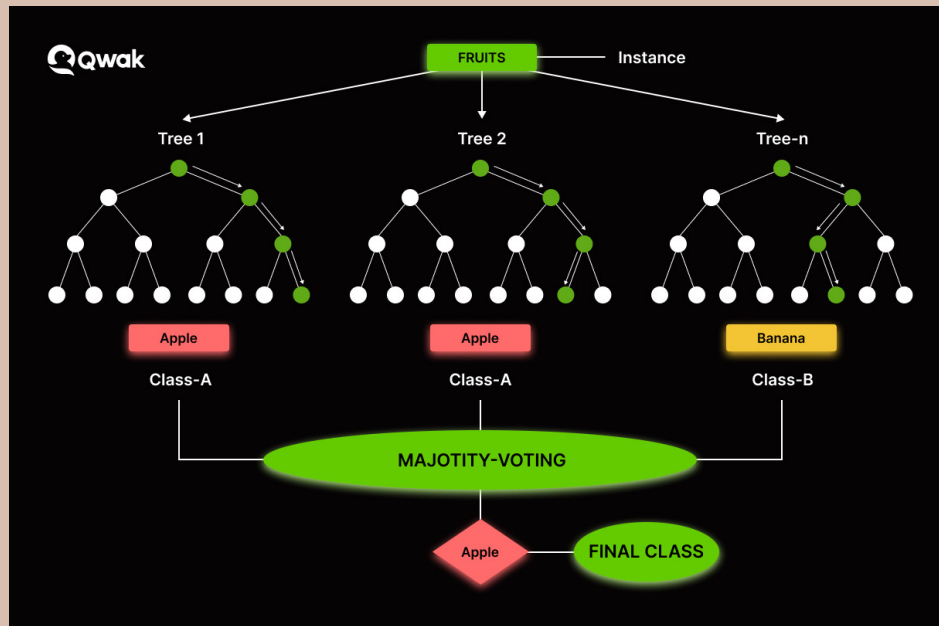 Qwak
FRUITS
Instance
Tree 1
Tree 2
Tree-n
Apple
Apple
Banana
Class-A
Class-A
Class-B
MAJOTITY-VOTING
Apple
FINAL CLASS